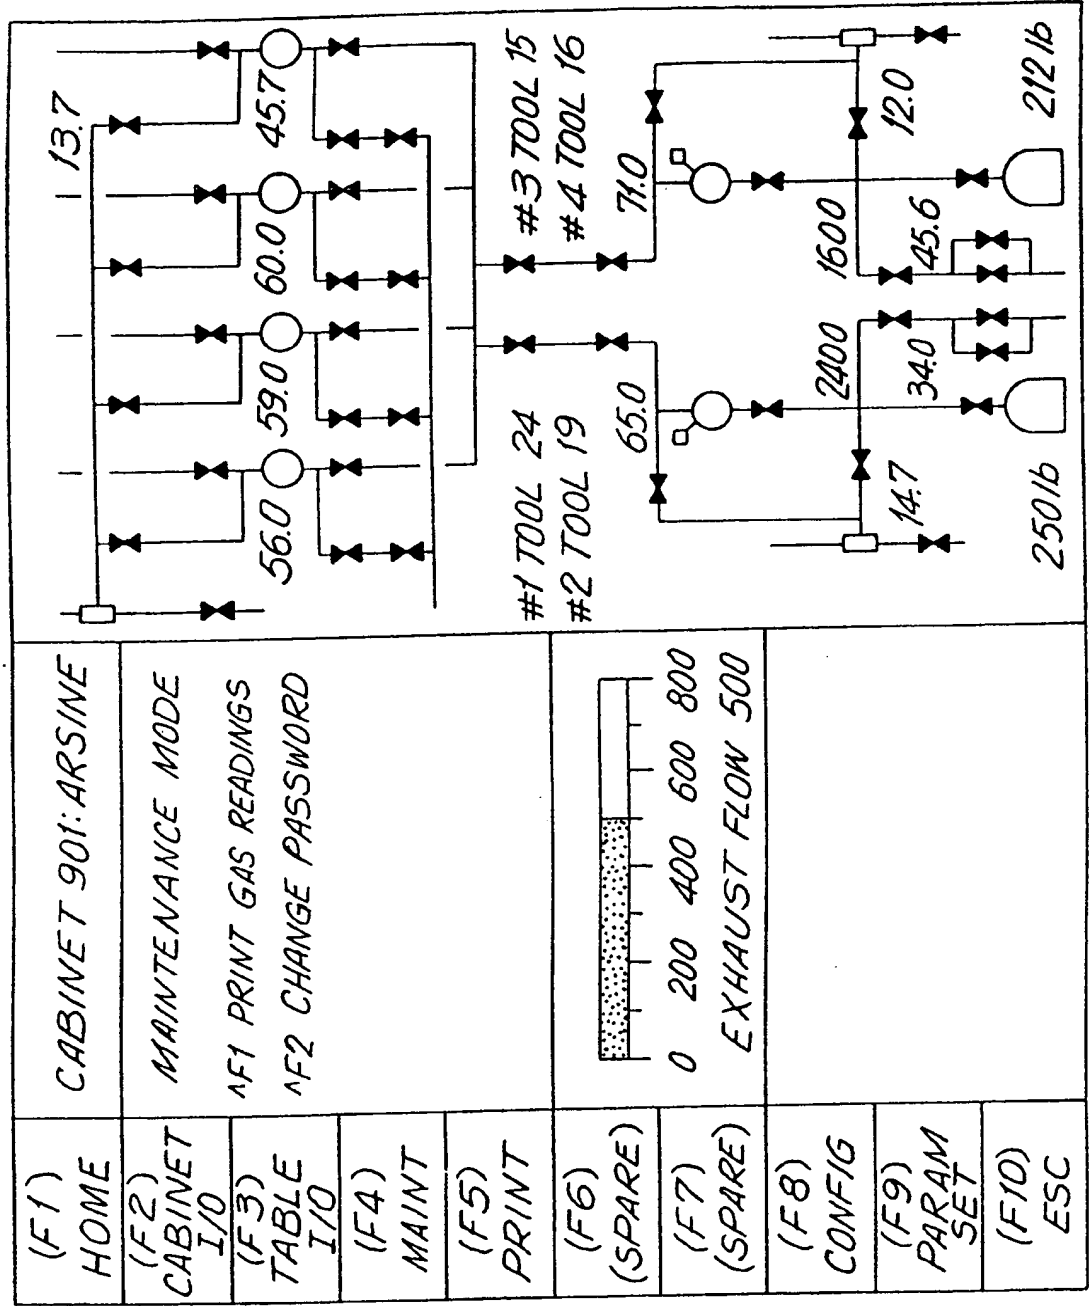 (F1)
HOME
(F2)
CABINET
I/O
(F3)
TABLE
I/O
(F4)
MAINT
(F5)
PRINT
(F6)
(SPARE)
(F7)
(SPARE)
(F8)
CONFIG
(F9)
PARAM
SET
(F10)
ESC
CABINET 901: ARSINE
MAINTENANCE MODE
^F1 PRINT GAS READINGS
^F2 CHANGE PASSWORD
0 200 400 600 800
EXHAUST FLOW 500
13.7
56.0 59.0 60.0 45.7
#1 TOOL 24 #3 TOOL 15
#2 TOOL 19 #4 TOOL 16
65.0 71.0
2400 1600
14.7 34.0 45.6 12.0
250 lb 212 lb